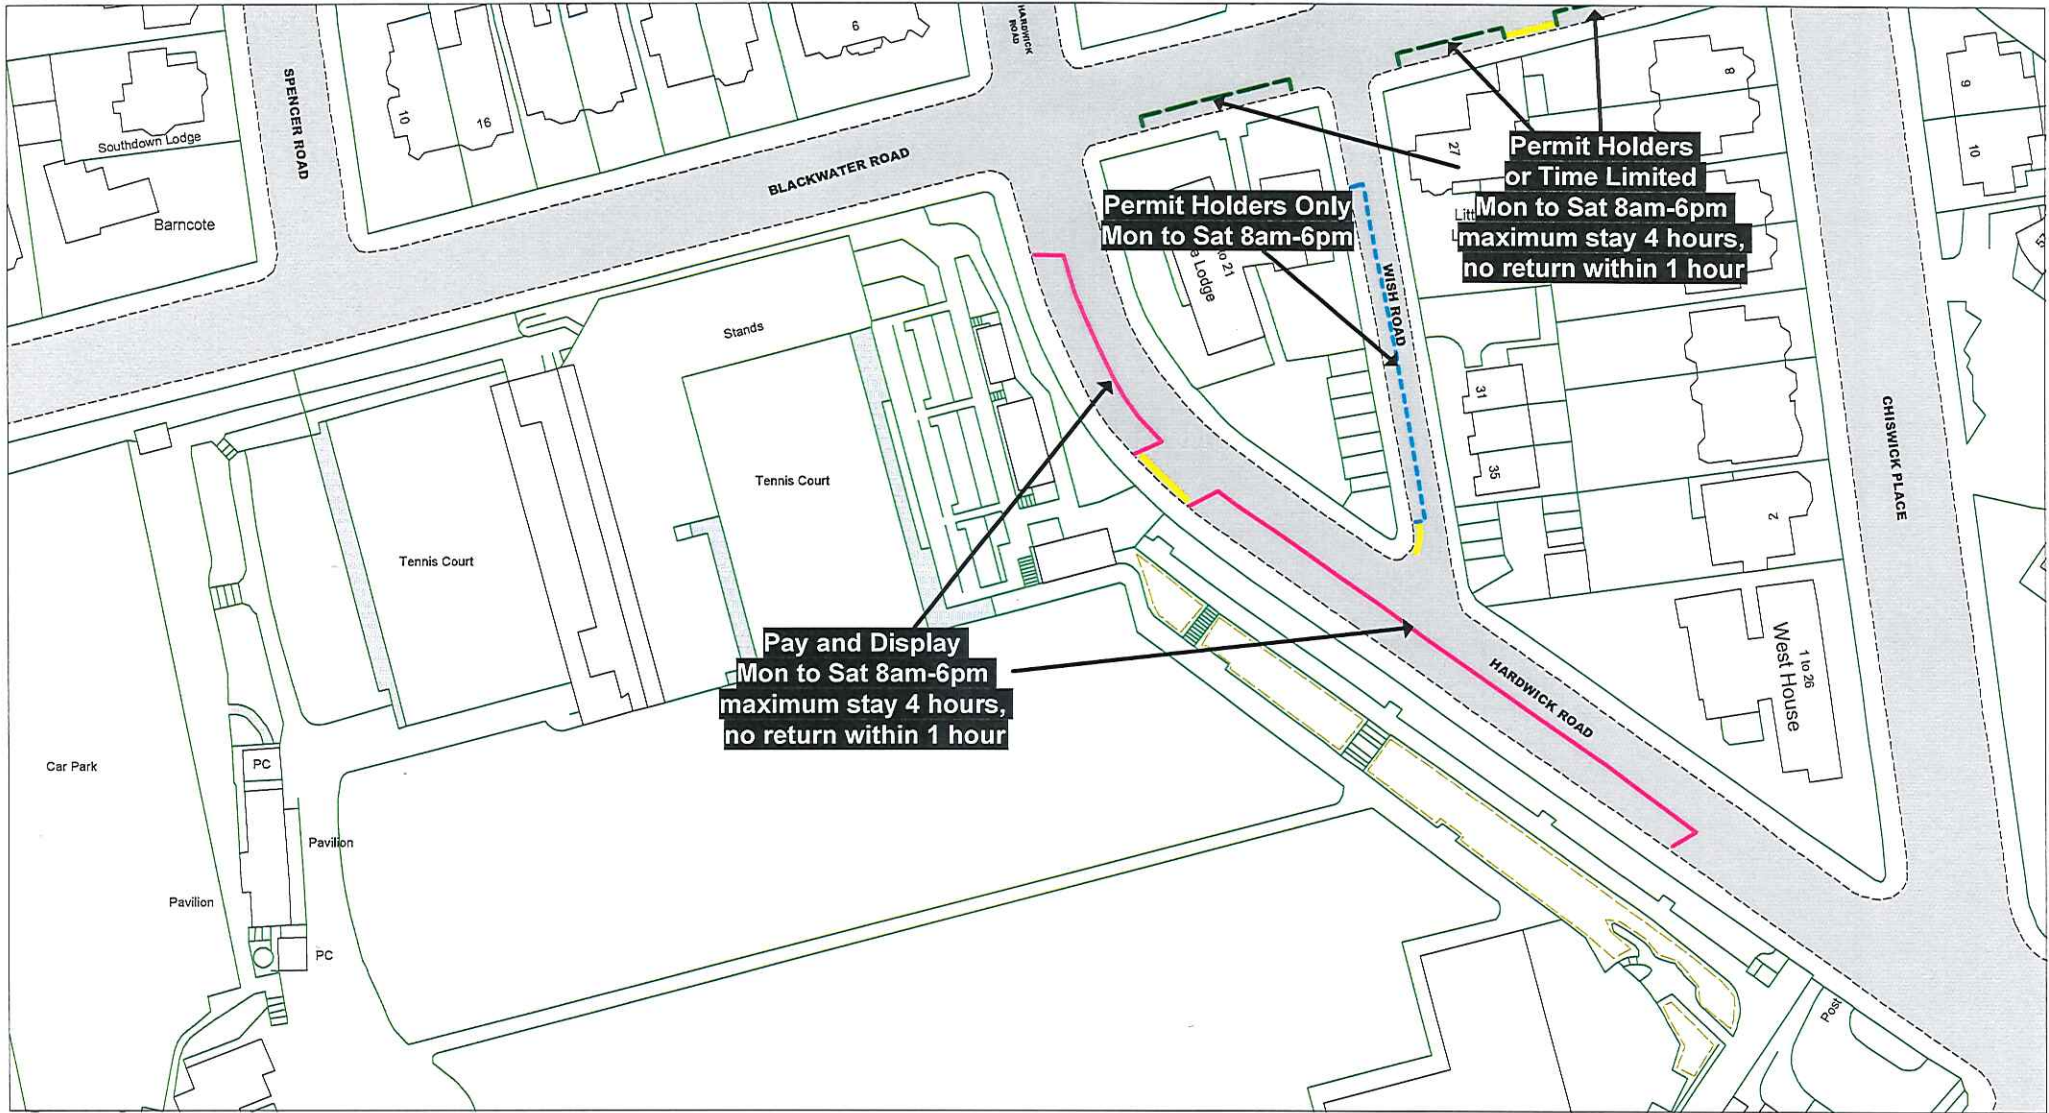 HARDWICK
ROAD
6
8
9
SPENCER ROAD
10
16
Southdown Lodge
BLACKWATER ROAD
27
10
Permit Holders
or Time Limited
Mon to Sat 8am-6pm
maximum stay 4 hours,
no return within 1 hour
Permit Holders Only
Mon to Sat 8am-6pm
Barncote
to 21
Lodge
WISH ROAD
Stands
31
CHISWICK PLACE
35
Tennis Court
2
Tennis Court
Pay and Display
Mon to Sat 8am-6pm
maximum stay 4 hours,
no return within 1 hour
1 to 26
West House
HARDWICK ROAD
Car Park
PC
Pavilion
Pavilion
PC
Post